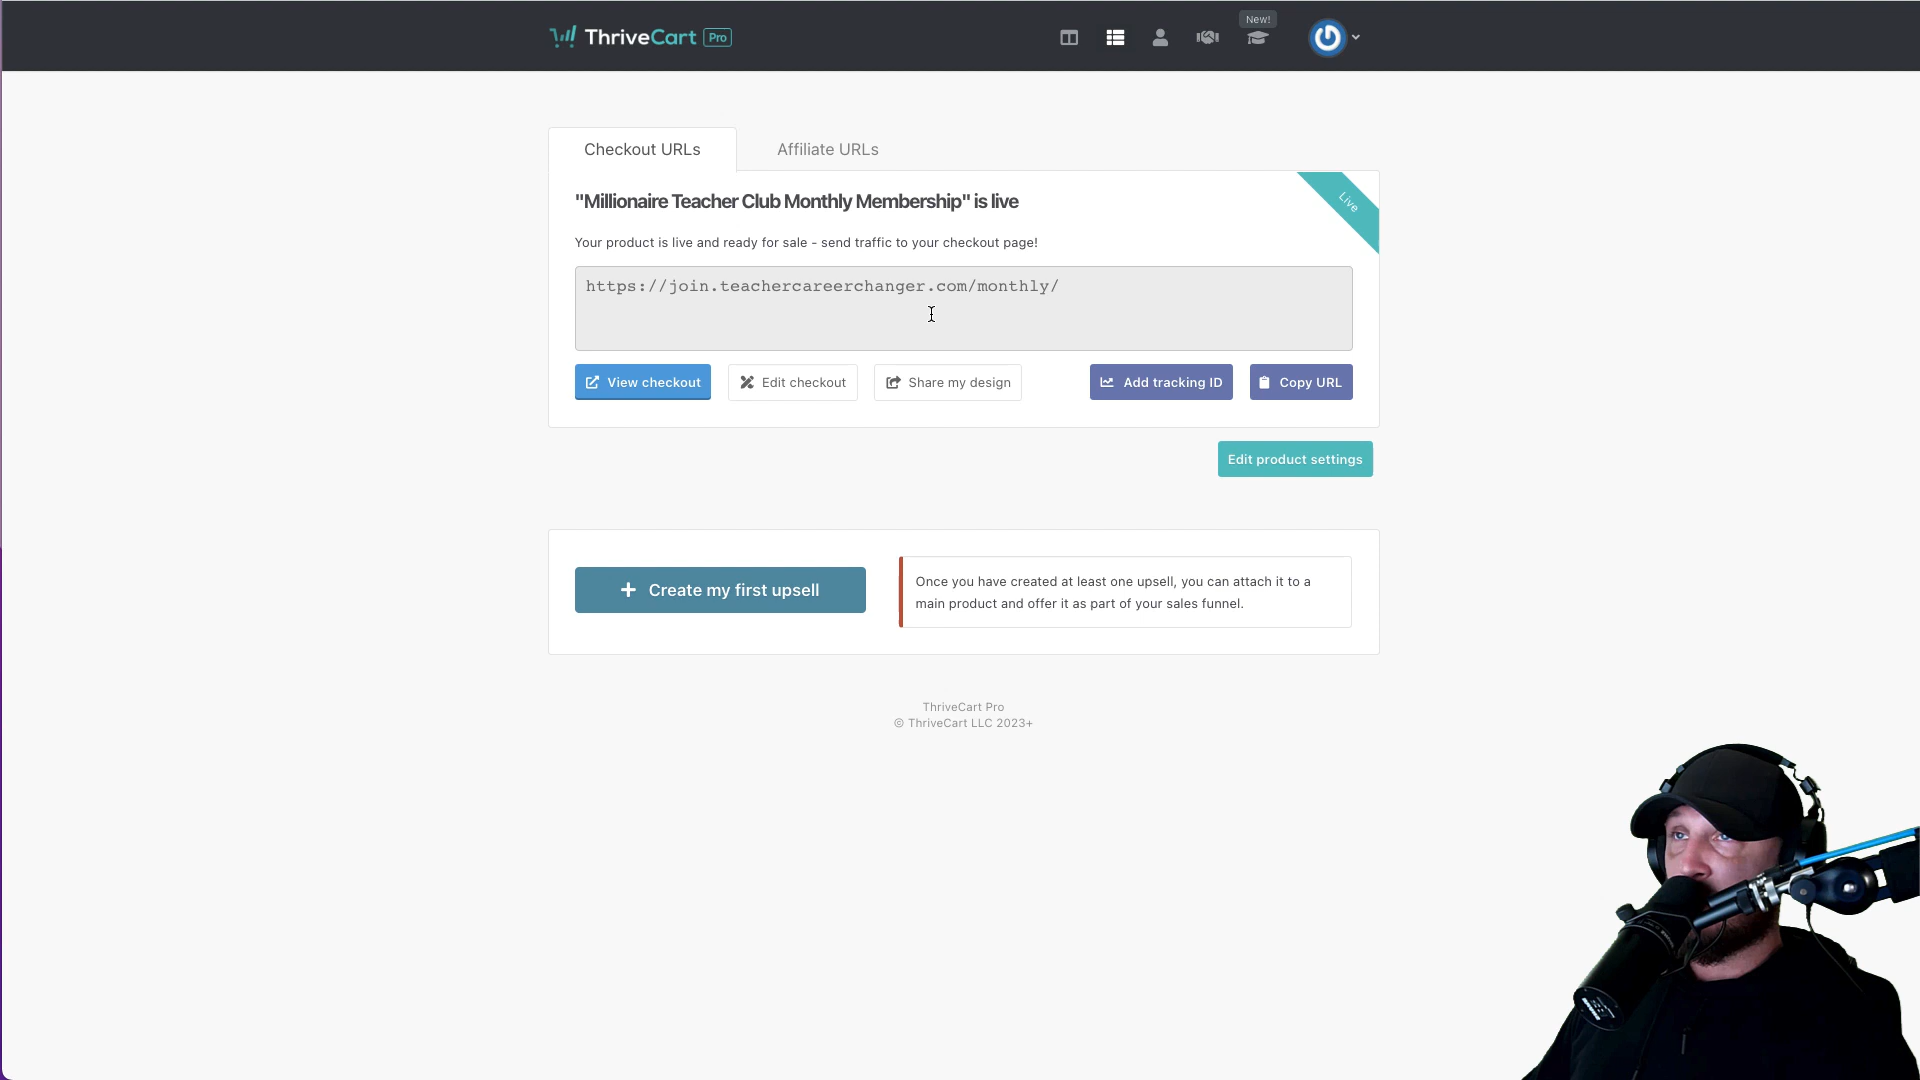 ThriveCart Pro
New!
Checkout URLs
Affiliate URLs
"Millionaire Teacher Club Monthly Membership" is live
Live
Your product is live and ready for sale - send traffic to your checkout page!
https://join.teachercareerchanger.com/monthly/
View checkout
Edit checkout
Share my design
Add tracking ID
Copy URL
Edit product settings
+ Create my first upsell
Once you have created at least one upsell, you can attach it to a
main product and offer it as part of your sales funnel.
ThriveCart Pro
© ThriveCart LLC 2023+